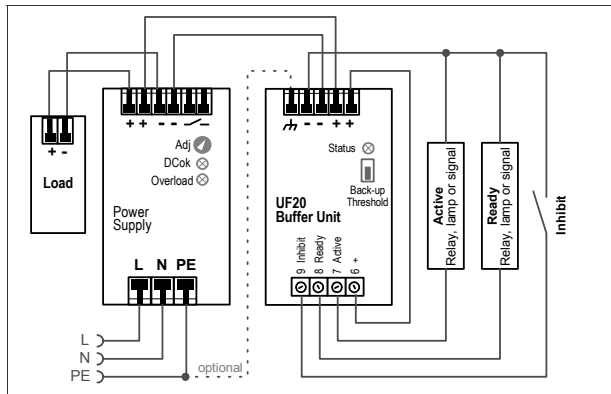 + + - -
- - + +
Adj
Status
+ -
DCok
Overload
Load
Back-up
Threshold
UF20
Buffer Unit
Power
Supply
Active
Relay, lamp or signal
Ready
Relay, lamp or signal
Inhibit
9 Inhibit
8 Ready
7 Active
6 +
L N PE
L
N
PE
optional